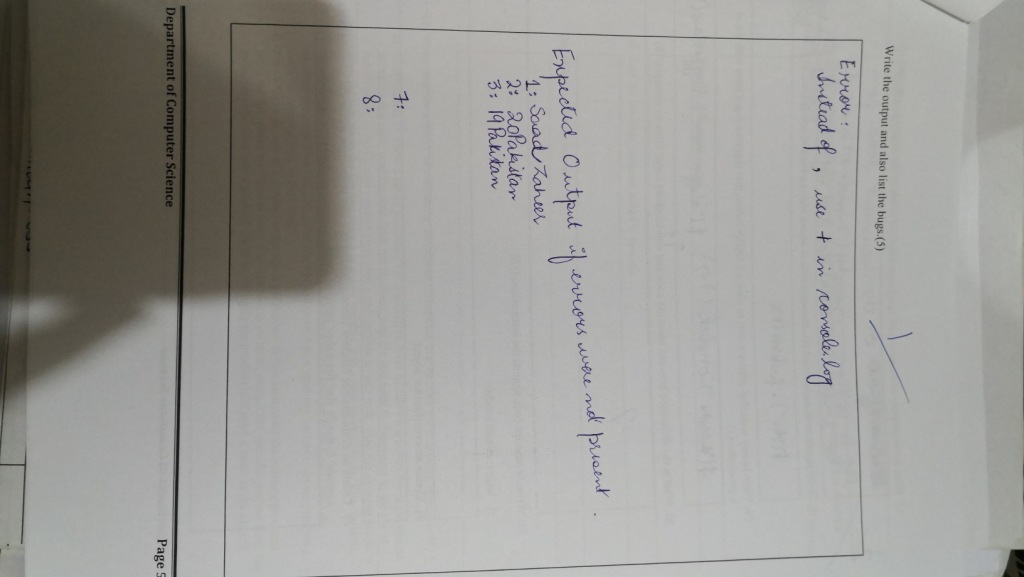 1
Write the output and also list the bugs.(5)
Error:
Instead of , use + in console.log
Expected Output if errors were not present.
1: Saad Zaheer
2: 20Pakistan
3: 19 Pakitan
7:
8:
Department of Computer Science
Page 5